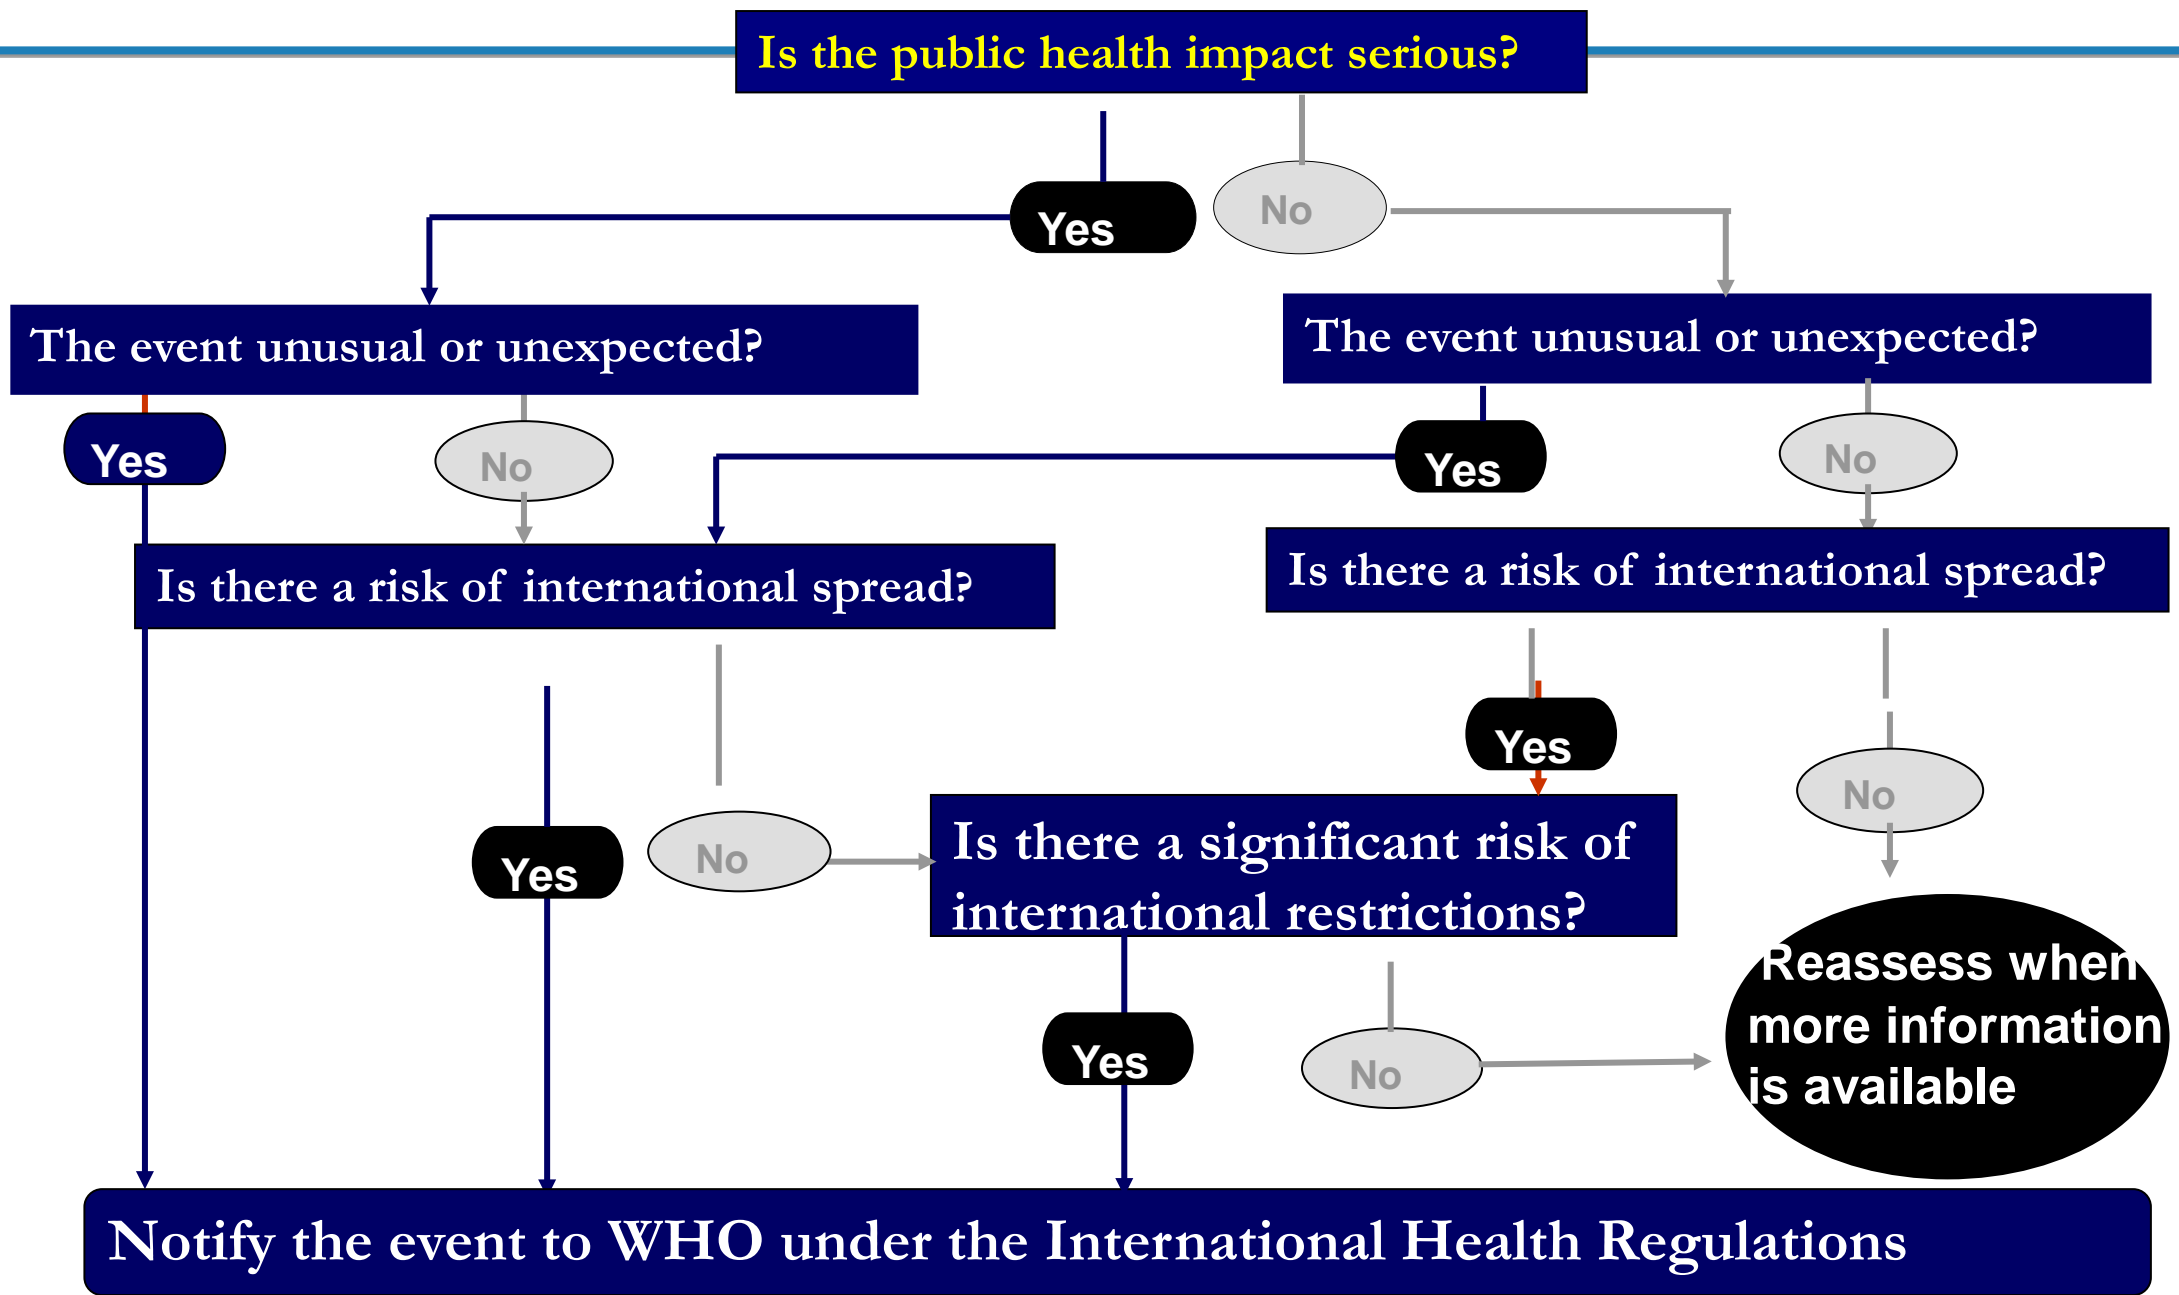 Is the public health impact serious?
Yes
No
The event unusual or unexpected?
The event unusual or unexpected?
Yes
No
Yes
No
Is there a risk of international spread?
Is there a risk of international spread?
Yes
No
Yes
No
Is there a significant risk of
international restrictions?
Reassess when
more information
is available
Yes
No
Notify the event to WHO under the International Health Regulations